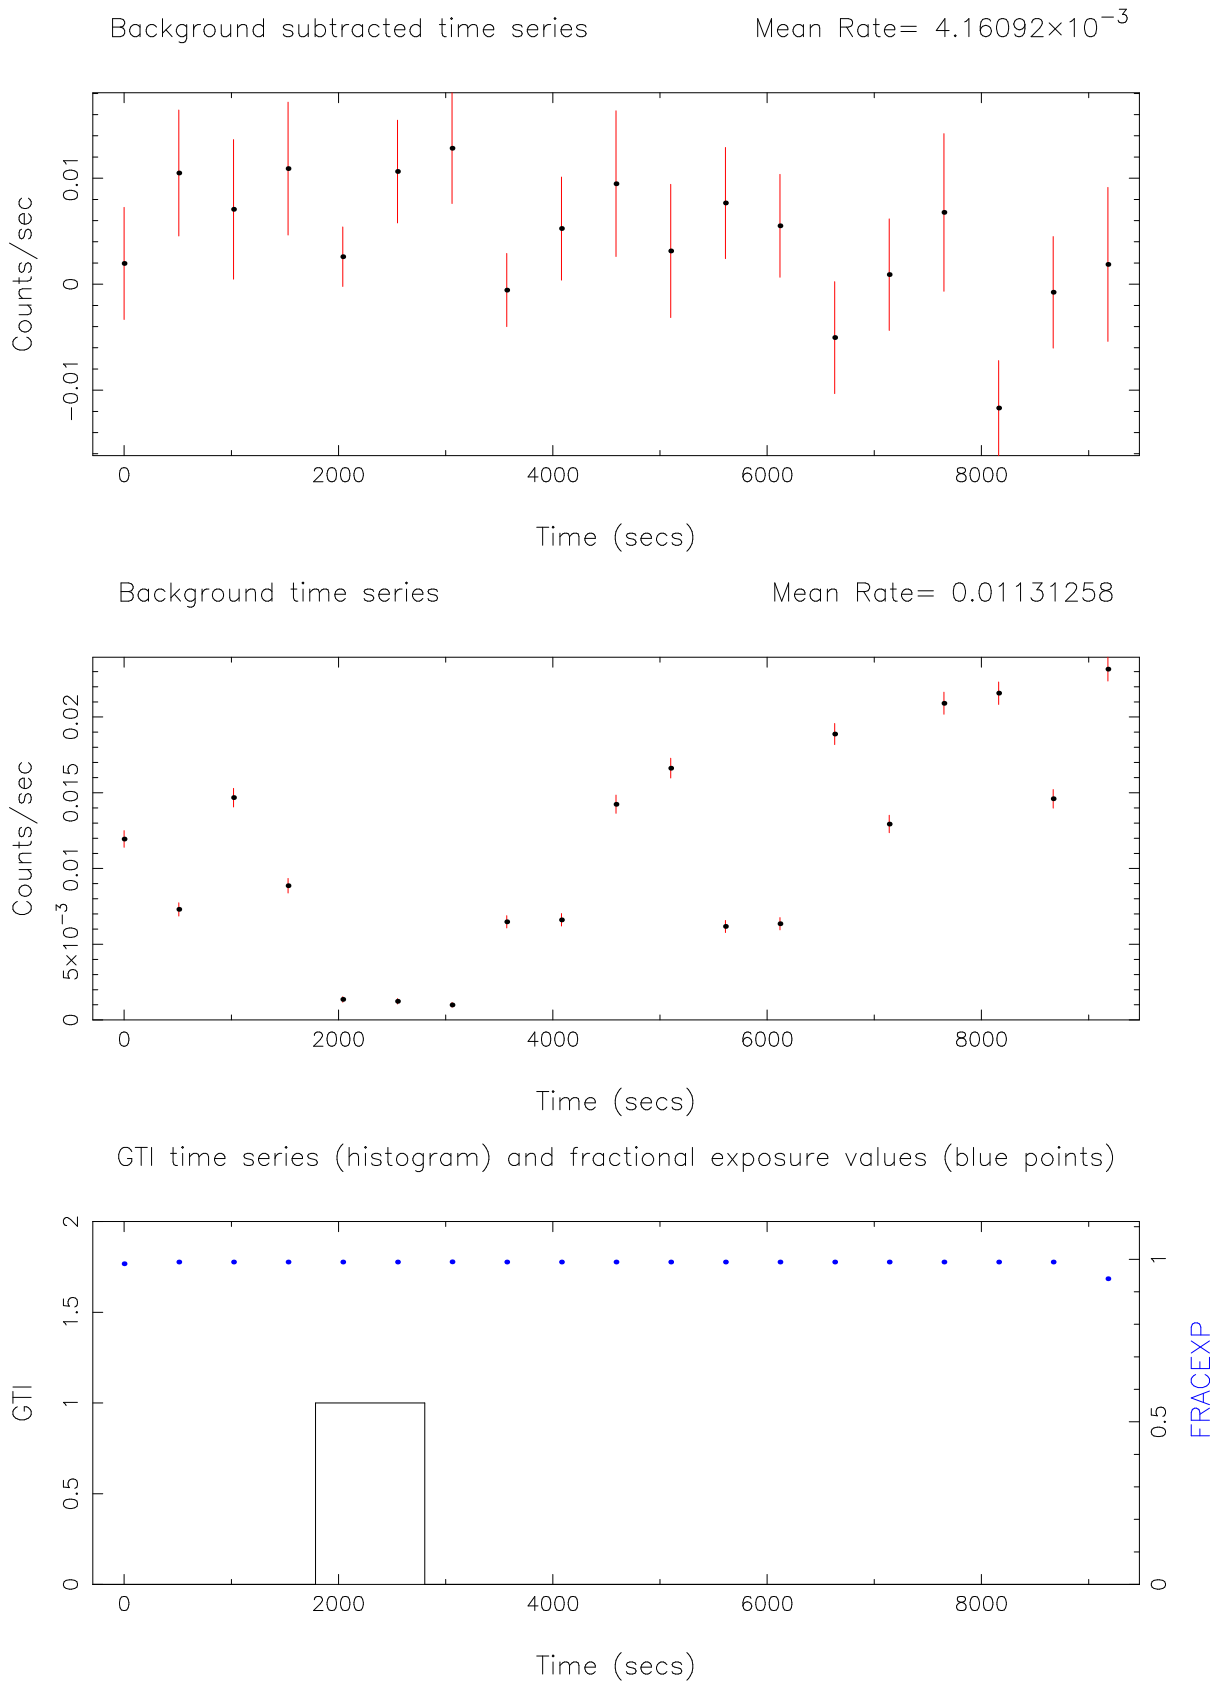 Background subtracted time series Mean Rate= 4.16092×10⁻³
Counts/sec
0.01
0
−0.01
0 2000 4000 6000 8000
Time (secs)
Background time series Mean Rate= 0.01131258
Counts/sec
0.02
0.015
0.01
5×10⁻³
0
0 2000 4000 6000 8000
Time (secs)
GTI time series (histogram) and fractional exposure values (blue points)
GTI
2
1.5
1
0.5
0
1
0.5
0
FRACEXP
0 2000 4000 6000 8000
Time (secs)